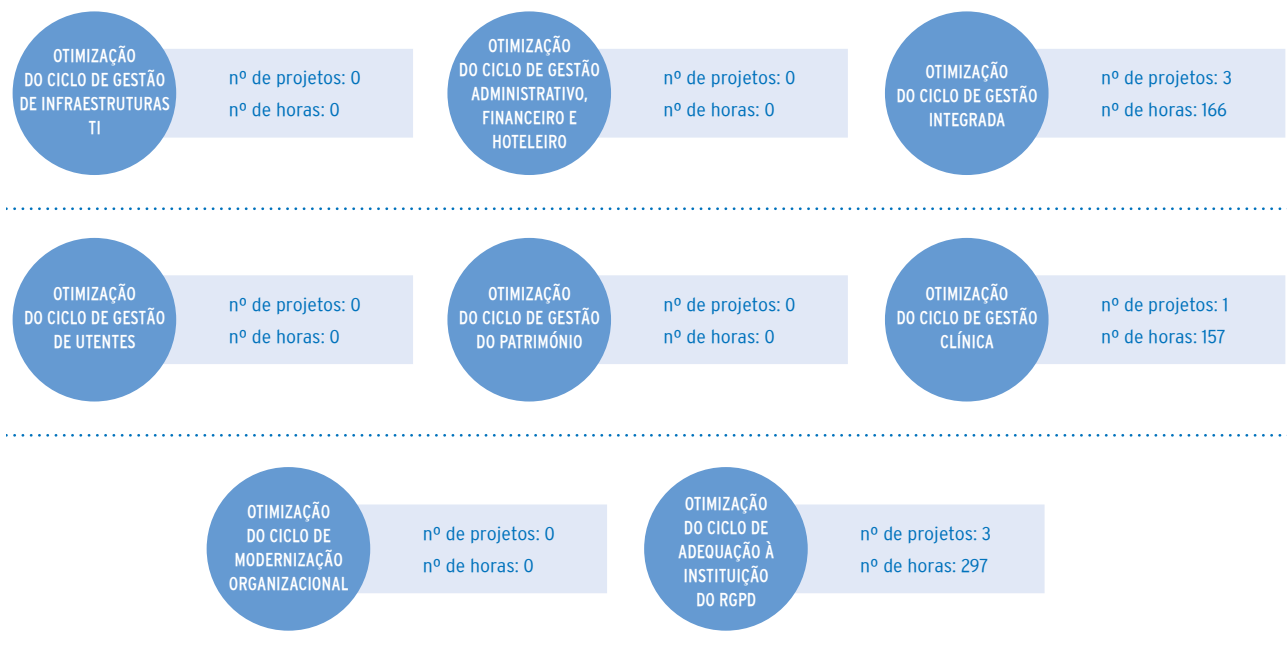 OTIMIZAÇÃO
DO CICLO DE GESTÃO
DE INFRAESTRUTURAS
TI
nº de projetos: 0
nº de horas: 0
OTIMIZAÇÃO
DO CICLO DE GESTÃO
ADMINISTRATIVO,
FINANCEIRO E
HOTELEIRO
nº de projetos: 0
nº de horas: 0
OTIMIZAÇÃO
DO CICLO DE GESTÃO
INTEGRADA
nº de projetos: 3
nº de horas: 166
OTIMIZAÇÃO
DO CICLO DE GESTÃO
DE UTENTES
nº de projetos: 0
nº de horas: 0
OTIMIZAÇÃO
DO CICLO DE GESTÃO
DO PATRIMÓNIO
nº de projetos: 0
nº de horas: 0
OTIMIZAÇÃO
DO CICLO DE GESTÃO
CLÍNICA
nº de projetos: 1
nº de horas: 157
OTIMIZAÇÃO
DO CICLO DE
MODERNIZAÇÃO
ORGANIZACIONAL
nº de projetos: 0
nº de horas: 0
OTIMIZAÇÃO
DO CICLO DE
ADEQUAÇÃO À
INSTITUIÇÃO
DO RGPD
nº de projetos: 3
nº de horas: 297